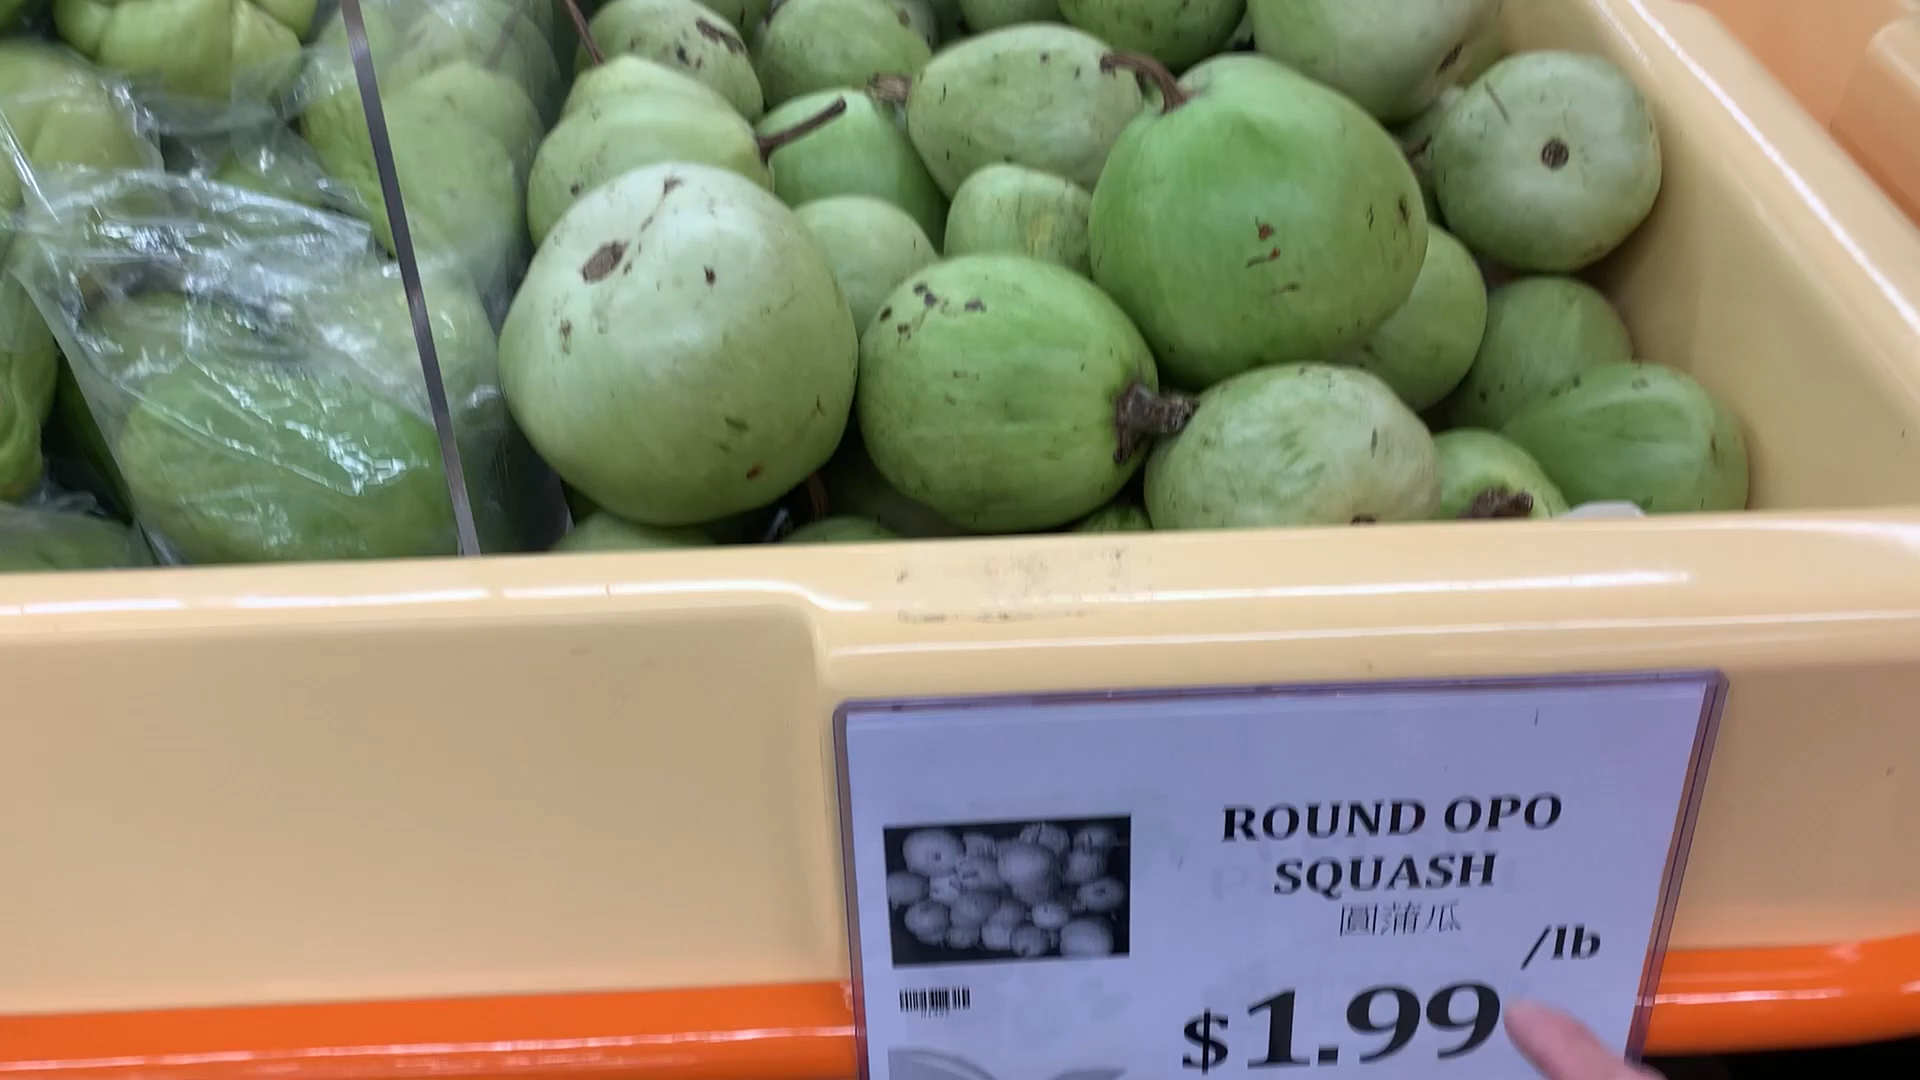 ROUND OPO
SQUASH
圓蒲瓜
/lb
$1.99